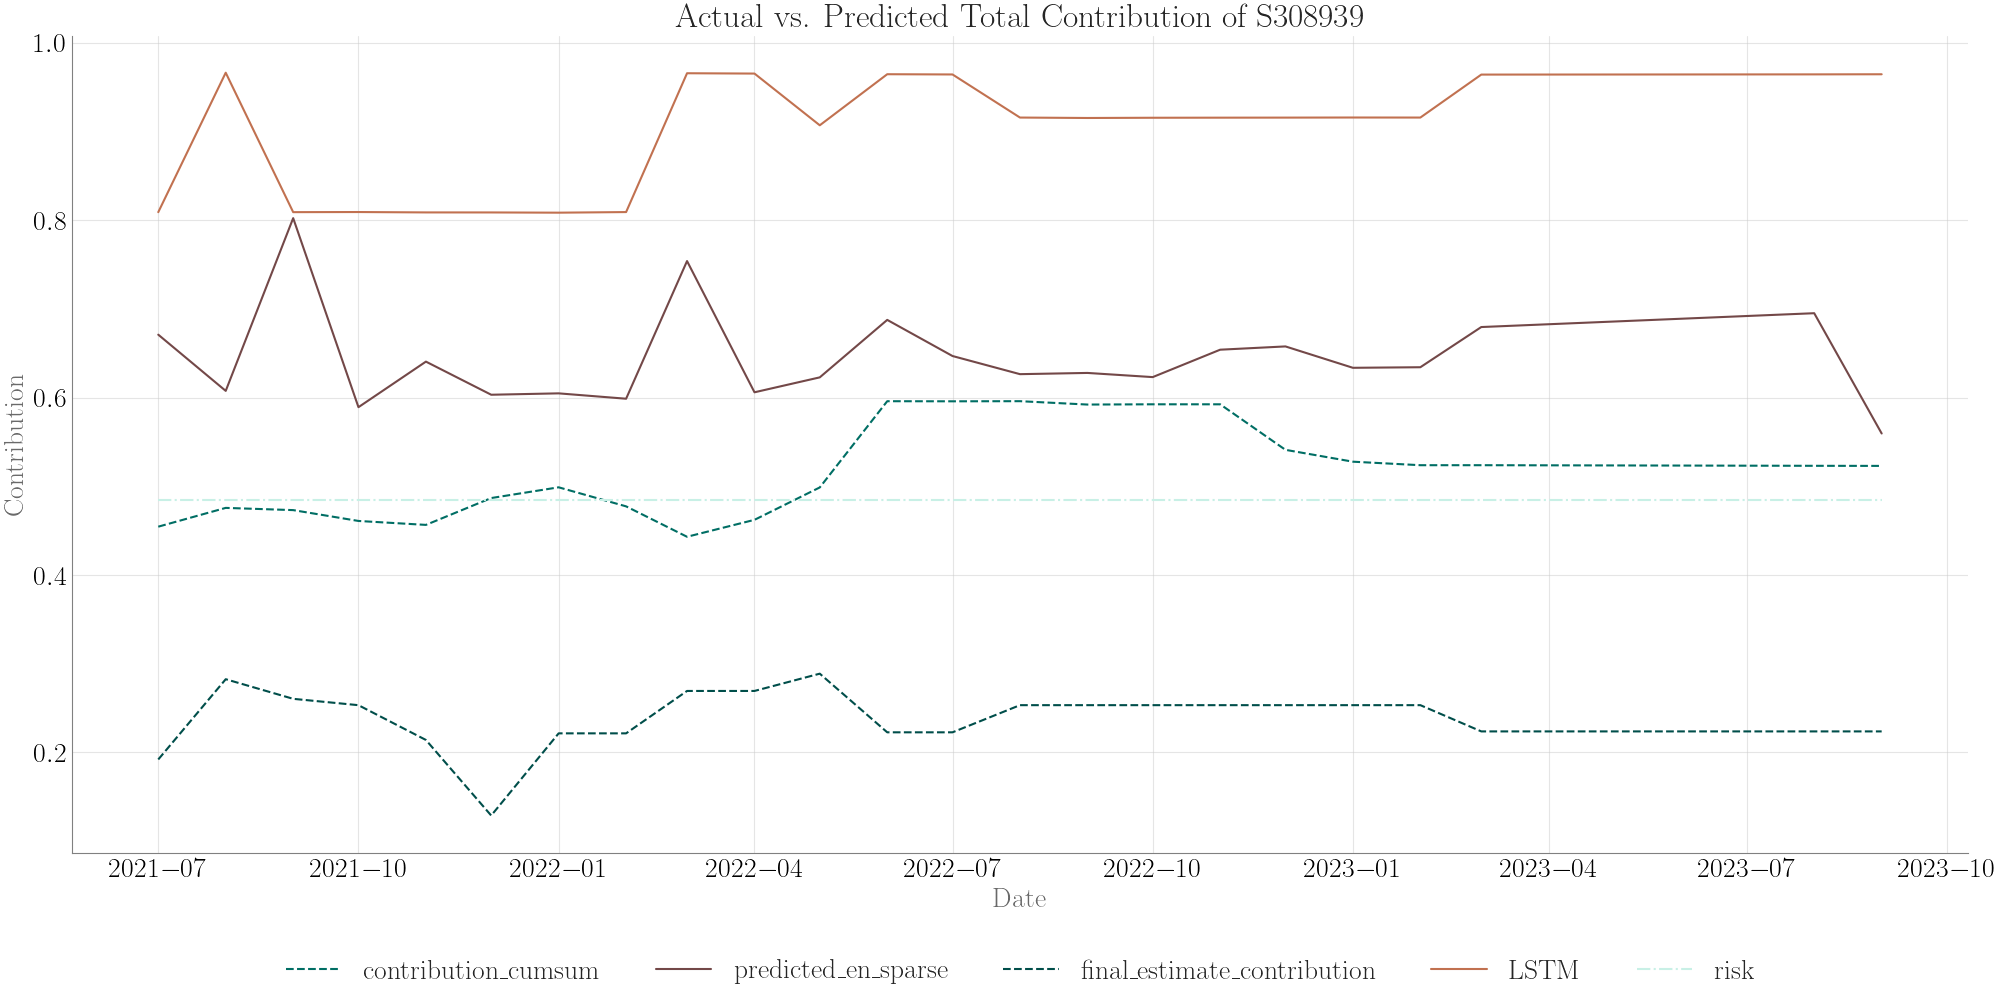 Actual vs. Predicted Total Contribution of S308939
1.0
0.8
0.6
0.4
0.2
Contribution
2021−07 2021−10 2022−01 2022−04 2022−07 2022−10 2023−01 2023−04 2023−07 2023−10
Date
contribution_cumsum predicted_en_sparse final_estimate_contribution LSTM risk